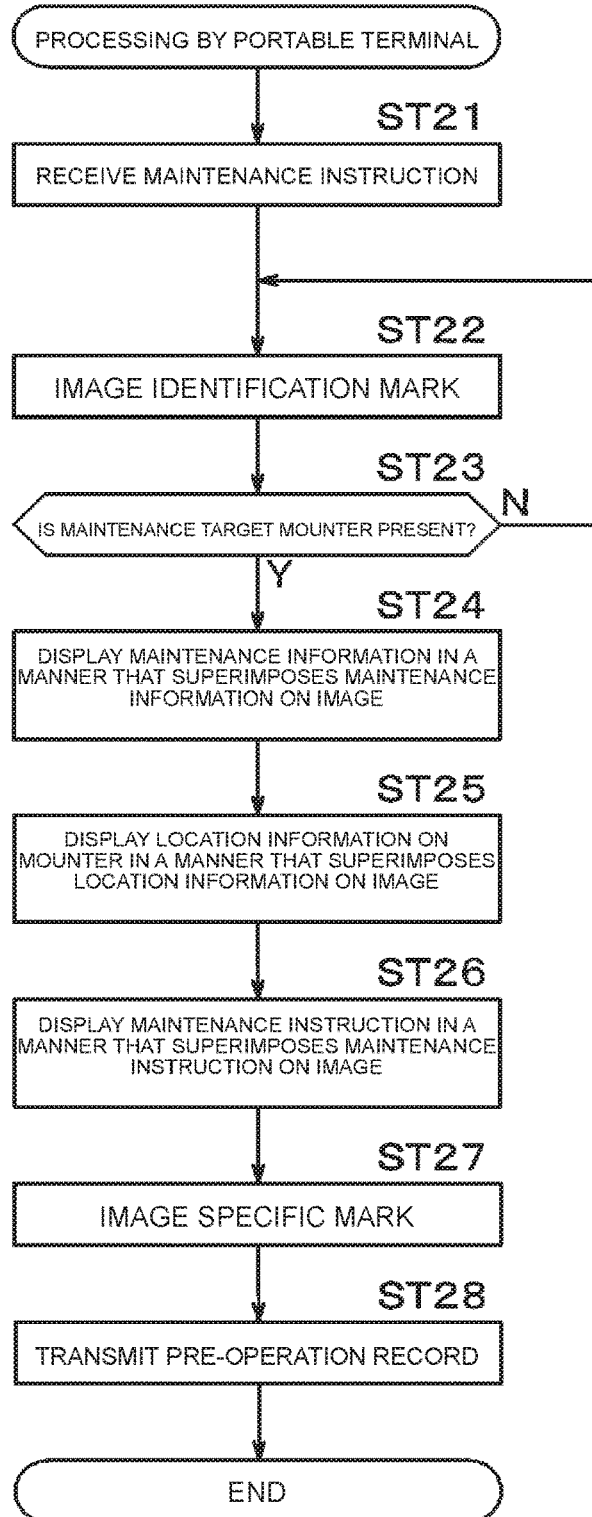 PROCESSING BY PORTABLE TERMINAL
ST21
RECEIVE MAINTENANCE INSTRUCTION
ST22
IMAGE IDENTIFICATION MARK
ST23
IS MAINTENANCE TARGET MOUNTER PRESENT?
N
Y
ST24
DISPLAY MAINTENANCE INFORMATION IN A
MANNER THAT SUPERIMPOSES MAINTENANCE
INFORMATION ON IMAGE
ST25
DISPLAY LOCATION INFORMATION ON
MOUNTER IN A MANNER THAT SUPERIMPOSES
LOCATION INFORMATION ON IMAGE
ST26
DISPLAY MAINTENANCE INSTRUCTION IN A
MANNER THAT SUPERIMPOSES MAINTENANCE
INSTRUCTION ON IMAGE
ST27
IMAGE SPECIFIC MARK
ST28
TRANSMIT PRE-OPERATION RECORD
END